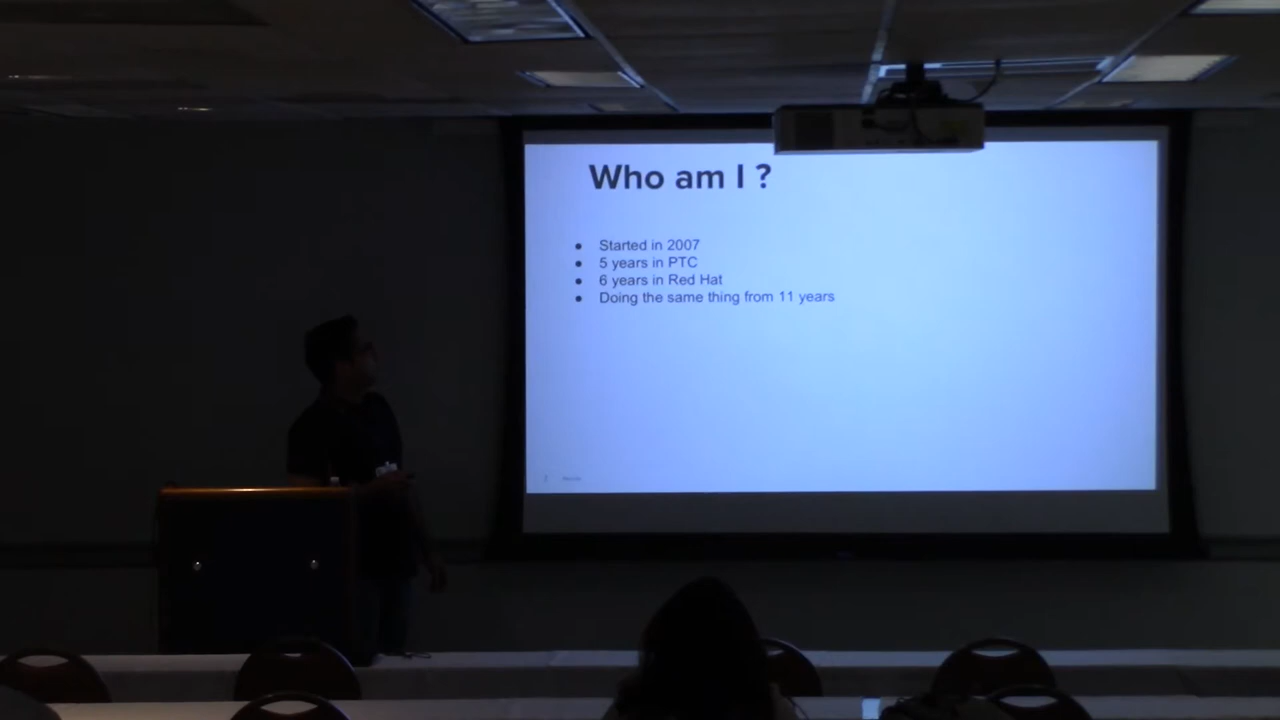 Who am I ?
● Started in 2007
● 5 years in PTC
● 6 years in Red Hat
● Doing the same thing from 11 years